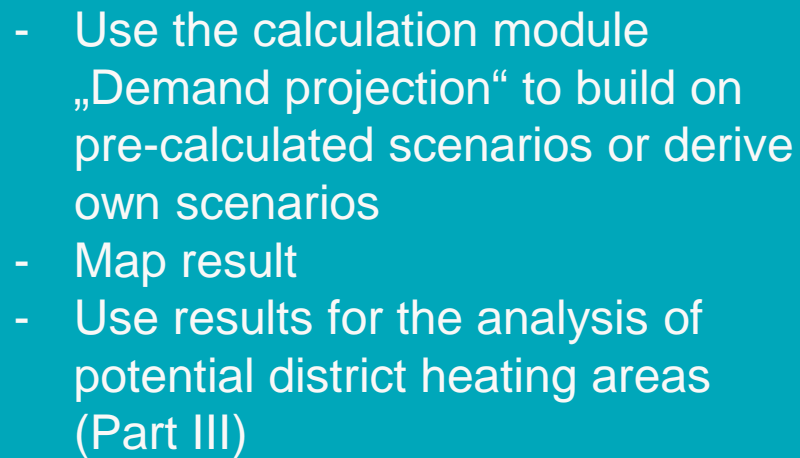 - Use the calculation module
„Demand projection“ to build on
pre-calculated scenarios or derive
own scenarios
- Map result
- Use results for the analysis of
potential district heating areas
(Part III)